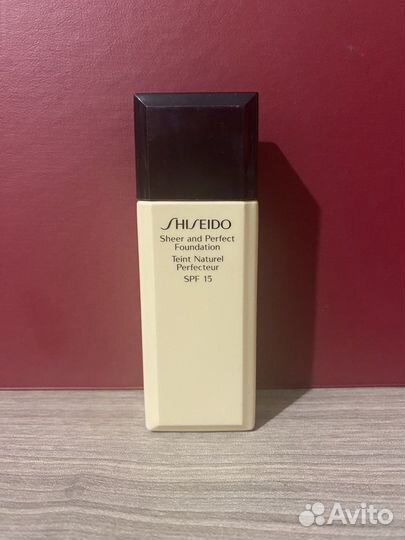 SHISEIDO
Sheer and Perfect
Foundation
Teint Naturel
Perfecteur
SPF 15
Avito